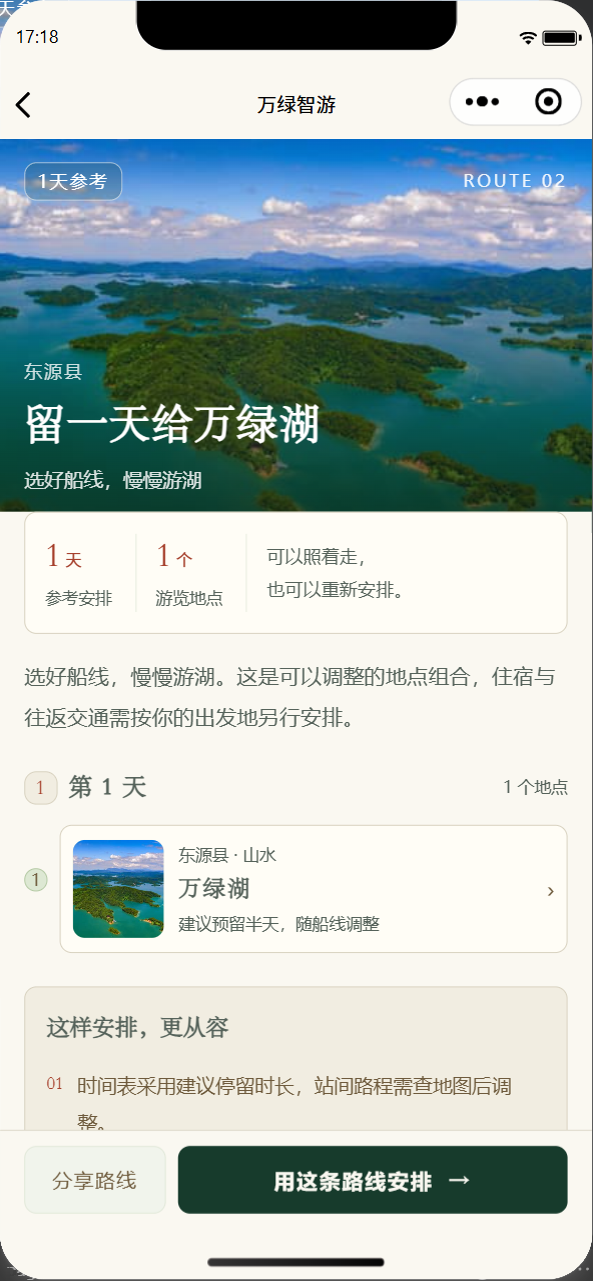 17:18
万绿智游
1天参考
ROUTE 02
东源县
留一天给万绿湖
选好船线，慢慢游湖
1 天
参考安排
1 个
游览地点
可以照着走，
也可以重新安排。
选好船线，慢慢游湖。这是可以调整的地点组合，住宿与
往返交通需按你的出发地另行安排。
1 第 1 天
1 个地点
1
东源县 · 山水
万绿湖
建议预留半天，随船线调整
›
这样安排，更从容
01 时间表采用建议停留时长，站间路程需查地图后调
整。
分享路线
用这条路线安排 →